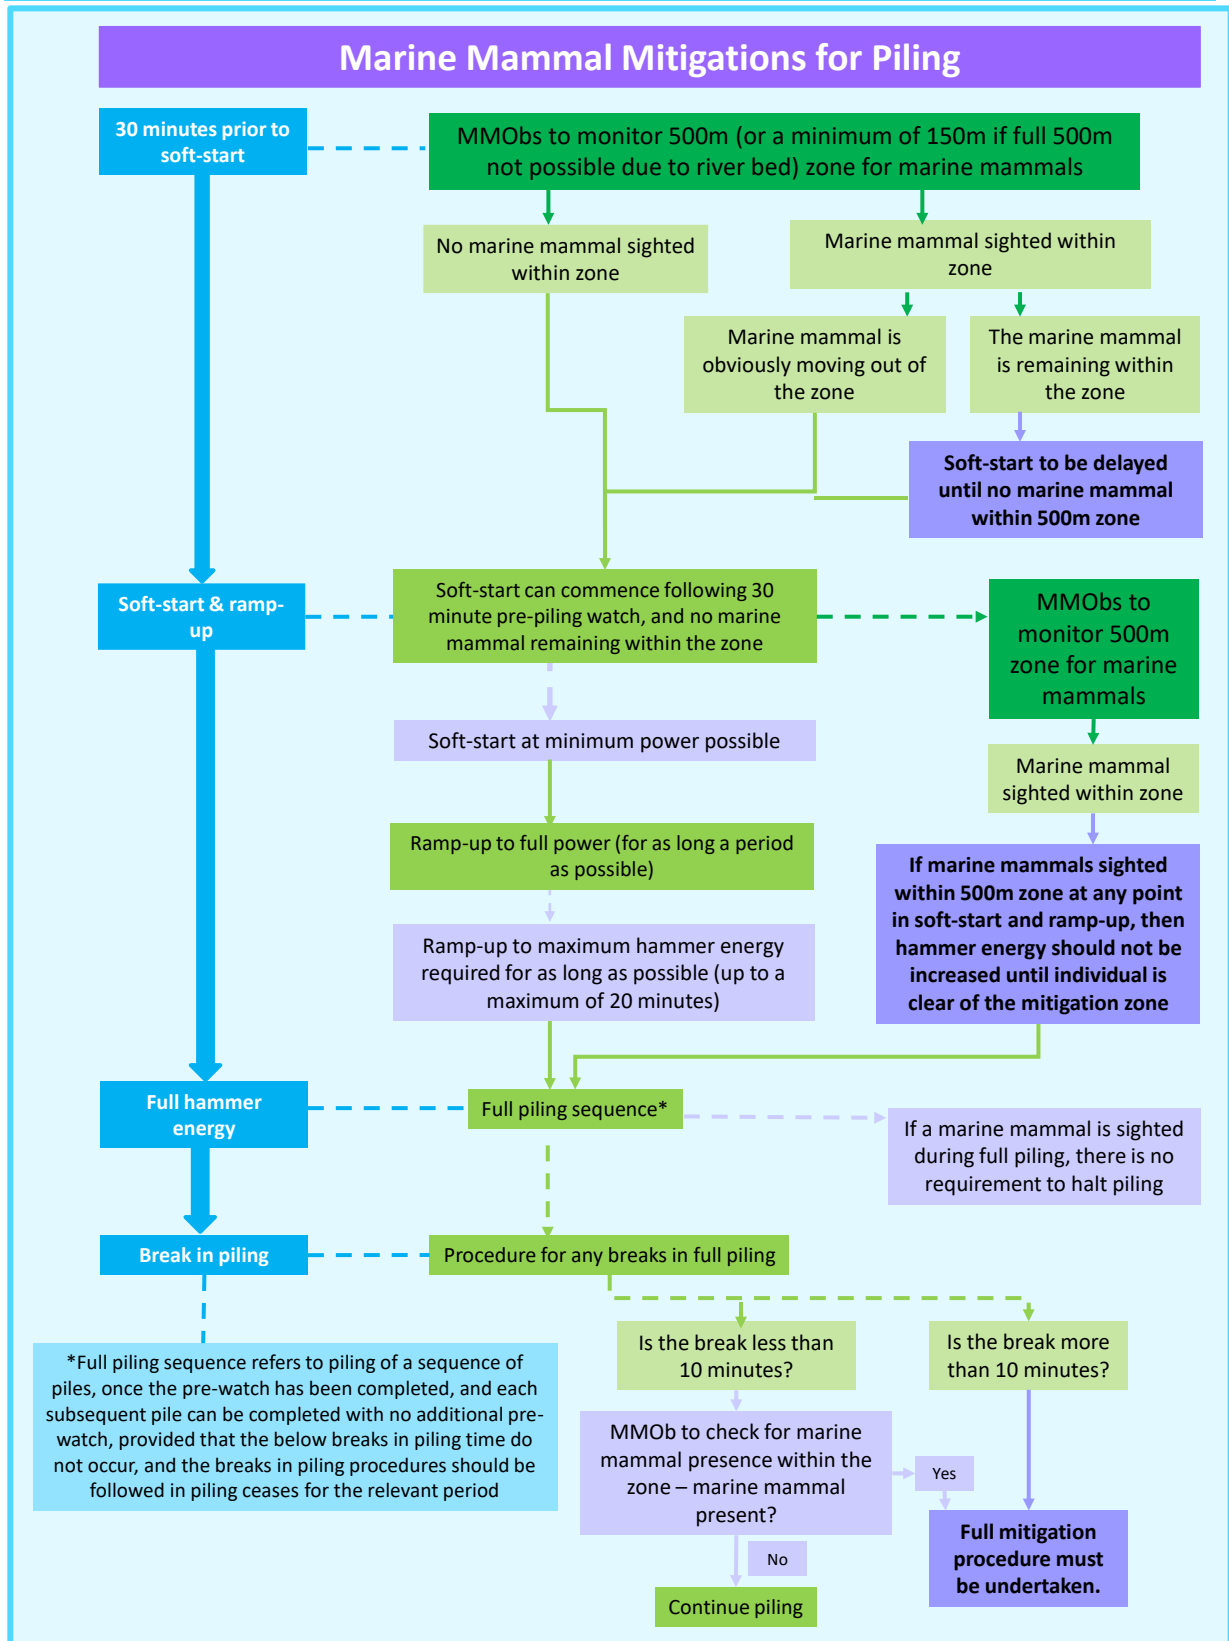 Marine Mammal Mitigations for Piling
30 minutes prior to
soft-start
MMObs to monitor 500m (or a minimum of 150m if full 500m
not possible due to river bed) zone for marine mammals
No marine mammal sighted
within zone
Marine mammal sighted within
zone
Marine mammal is
obviously moving out of
the zone
The marine mammal
is remaining within
the zone
Soft-start to be delayed
until no marine mammal
within 500m zone
Soft-start & ramp-
up
Soft-start can commence following 30
minute pre-piling watch, and no marine
mammal remaining within the zone
MMObs to
monitor 500m
zone for marine
mammals
Soft-start at minimum power possible
Marine mammal
sighted within zone
Ramp-up to full power (for as long a period
as possible)
If marine mammals sighted
within 500m zone at any point
in soft-start and ramp-up, then
hammer energy should not be
increased until individual is
clear of the mitigation zone
Ramp-up to maximum hammer energy
required for as long as possible (up to a
maximum of 20 minutes)
Full hammer
energy
Full piling sequence*
If a marine mammal is sighted
during full piling, there is no
requirement to halt piling
Break in piling
Procedure for any breaks in full piling
Is the break less than
10 minutes?
Is the break more
than 10 minutes?
*Full piling sequence refers to piling of a sequence of
piles, once the pre-watch has been completed, and each
subsequent pile can be completed with no additional pre-
watch, provided that the below breaks in piling time do
not occur, and the breaks in piling procedures should be
followed in piling ceases for the relevant period
MMOb to check for marine
mammal presence within the
zone – marine mammal
present?
Yes
Full mitigation
procedure must
be undertaken.
No
Continue piling